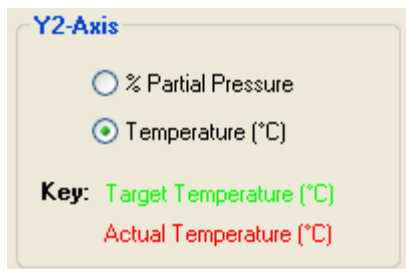 Y2-Axis
% Partial Pressure
Temperature (°C)
Key: Target Temperature (°C)
Actual Temperature (°C)